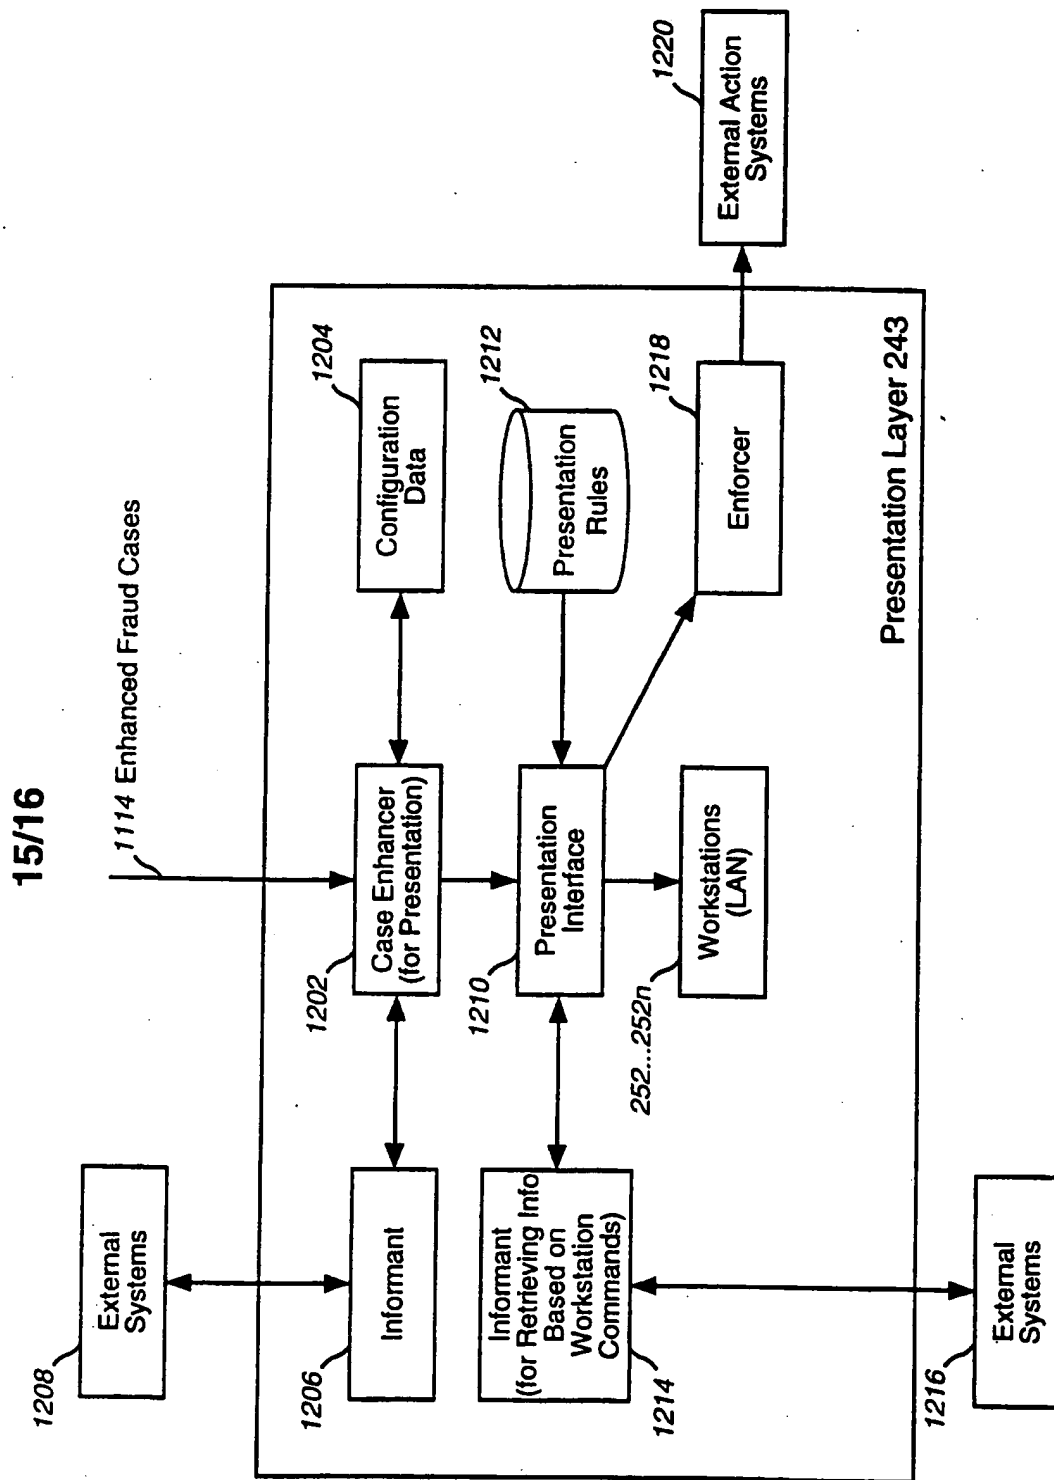 15/16
1114 Enhanced Fraud Cases
1208
External
Systems
1206
Informant
1202
Case Enhancer
(for Presentation)
1204
Configuration
Data
1214
Informant
(for Retrieving Info
Based on
Workstation
Commands)
1210
Presentation
Interface
1212
Presentation
Rules
252...252n
Workstations
(LAN)
1218
Enforcer
1220
External Action
Systems
Presentation Layer 243
1216
External
Systems